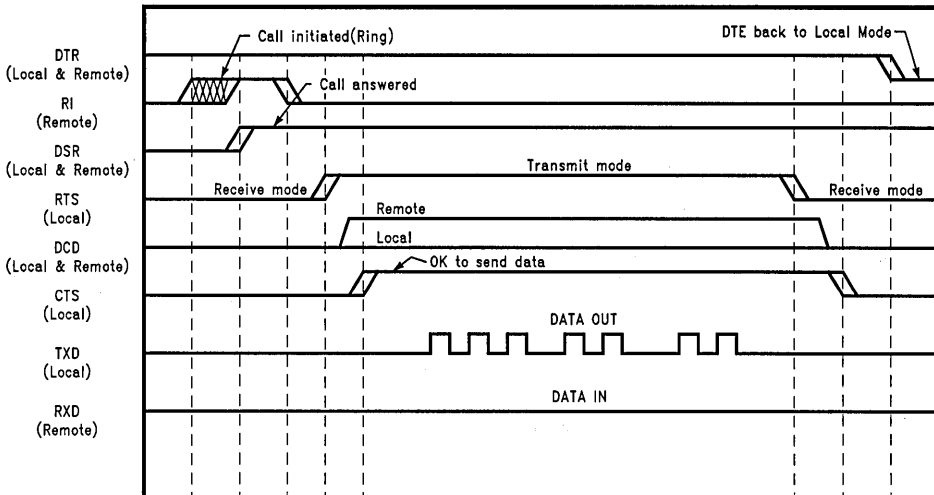 Call initiated(Ring)
DTE back to Local Mode
DTR
(Local & Remote)
Call answered
RI
(Remote)
DSR
(Local & Remote)
Transmit mode
Receive mode
Receive mode
RTS
(Local)
Remote
Local
DCD
(Local & Remote)
OK to send data
CTS
(Local)
DATA OUT
TXD
(Local)
DATA IN
RXD
(Remote)